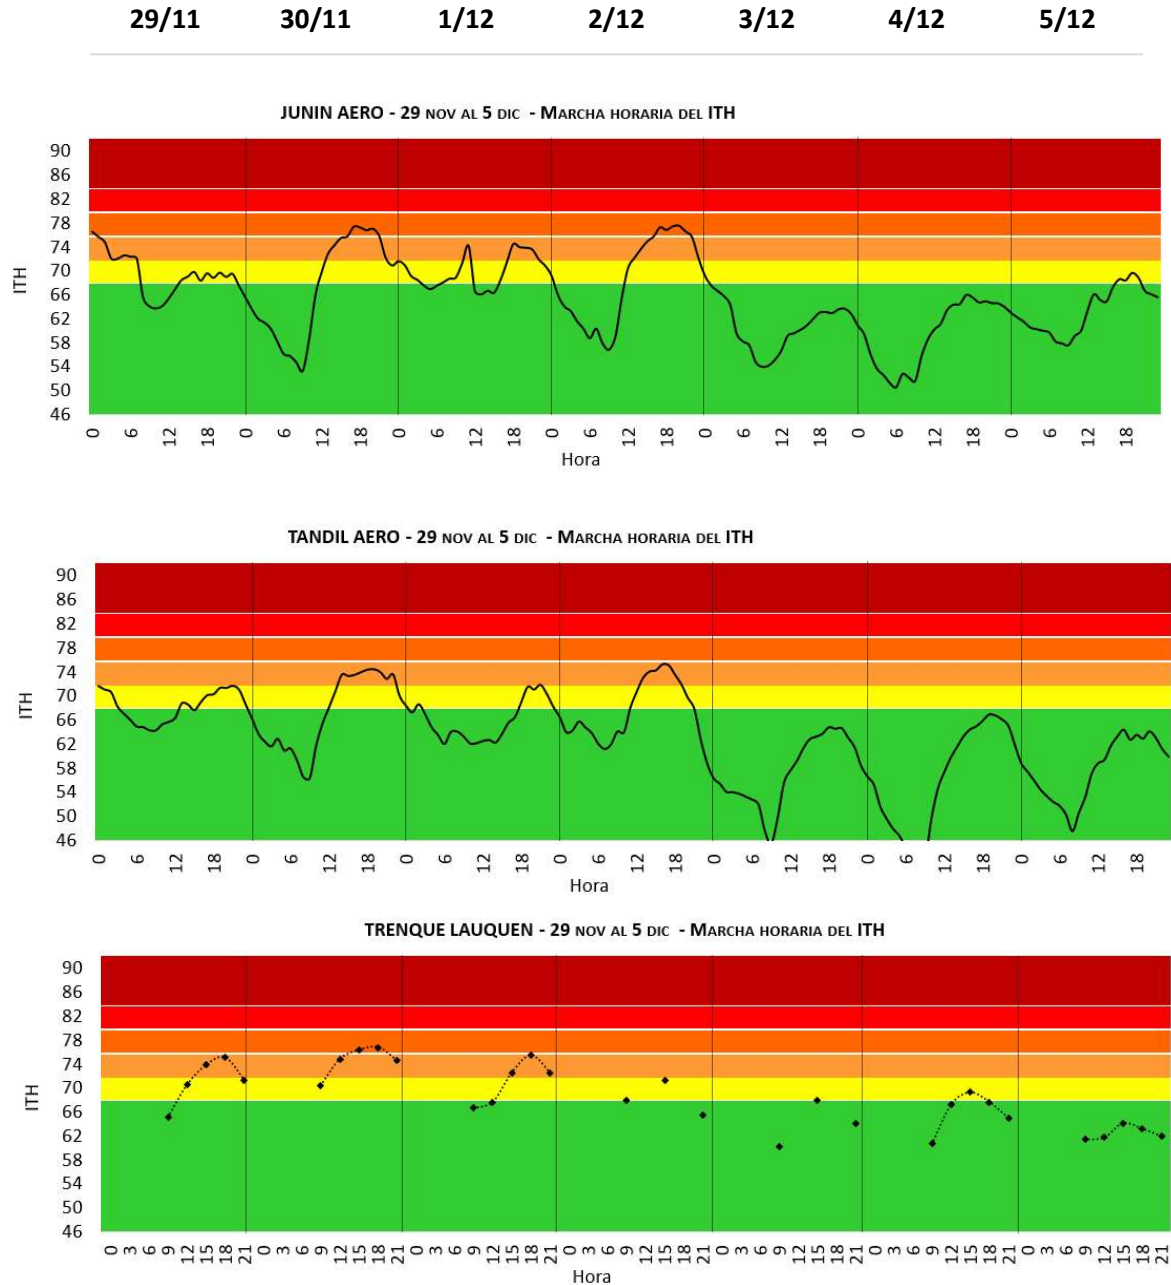 29/11 30/11 1/12 2/12 3/12 4/12 5/12
JUNIN AERO - 29 NOV AL 5 DIC - MARCHA HORARIA DEL ITH
90
86
82
78
74
70
66
62
58
54
50
46
ITH
0 6 12 18 0 6 12 18 0 6 12 18 0 6 12 18 0 6 12 18 0 6 12 18 0 6 12 18
Hora
TANDIL AERO - 29 NOV AL 5 DIC - MARCHA HORARIA DEL ITH
90
86
82
78
74
70
66
62
58
54
50
46
ITH
0 6 12 18 0 6 12 18 0 6 12 18 0 6 12 18 0 6 12 18 0 6 12 18 0 6 12 18
Hora
TRENQUE LAUQUEN - 29 NOV AL 5 DIC - MARCHA HORARIA DEL ITH
90
86
82
78
74
70
66
62
58
54
50
46
ITH
0 3 6 9 12 15 18 21 0 3 6 9 12 15 18 21 0 3 6 9 12 15 18 21 0 3 6 9 12 15 18 21 0 3 6 9 12 15 18 21 0 3 6 9 12 15 18 21 0 3 6 9 12 15 18 21
Hora